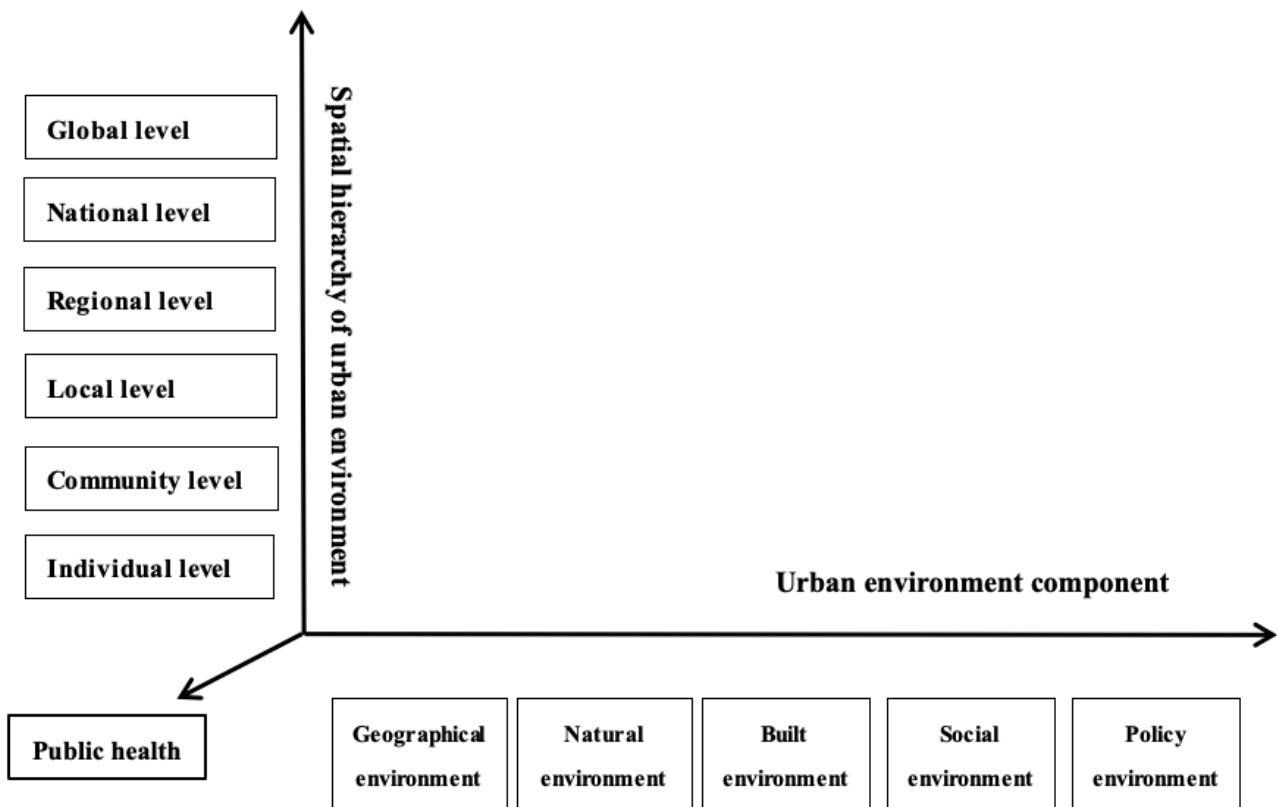 Global level
National level
Regional level
Local level
Community level
Individual level
Spatial hierarchy of urban environment
Urban environment component
Public health
Geographical
environment
Natural
environment
Built
environment
Social
environment
Policy
environment